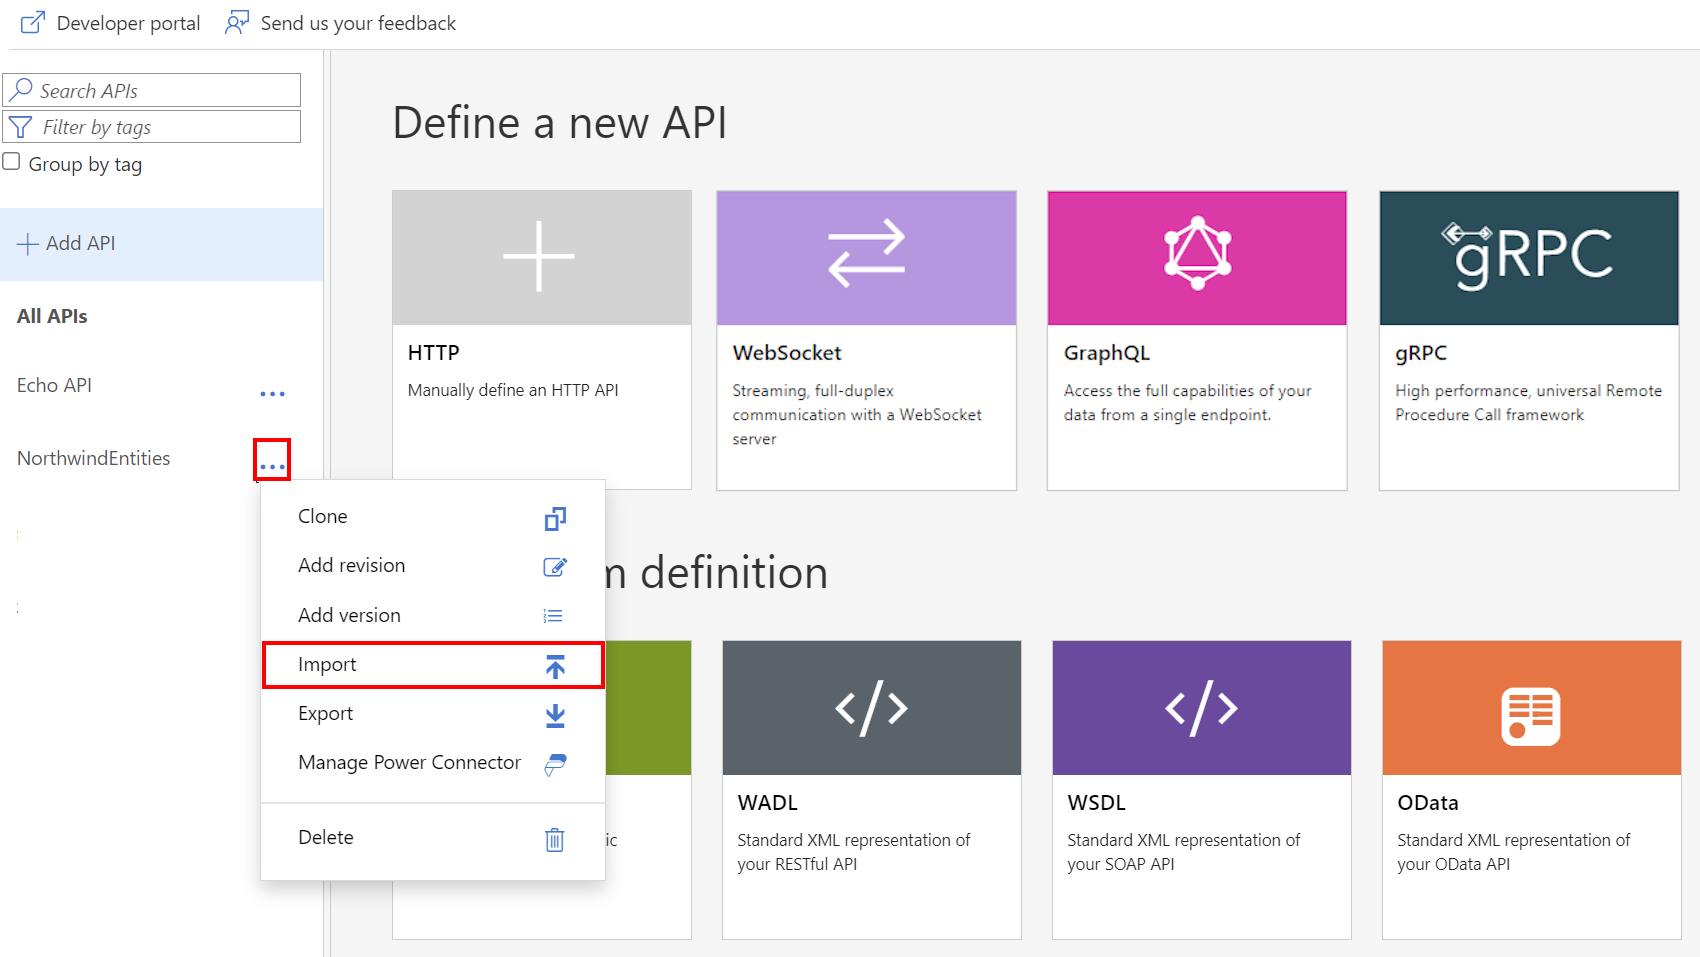 Developer portal
Send us your feedback
Search APIs
Filter by tags
Group by tag
Add API
All APIs
Echo API
NorthwindEntities
Clone
Add revision
Add version
Import
Export
Manage Power Connector
Delete
Define a new API
HTTP
Manually define an HTTP API
WebSocket
Streaming, full-duplex
communication with a WebSocket
server
GraphQL
Access the full capabilities of your
data from a single endpoint.
gRPC
gRPC
High performance, universal Remote
Procedure Call framework
definition
WADL
Standard XML representation of
your RESTful API
WSDL
Standard XML representation of
your SOAP API
OData
Standard XML representation of
your OData API